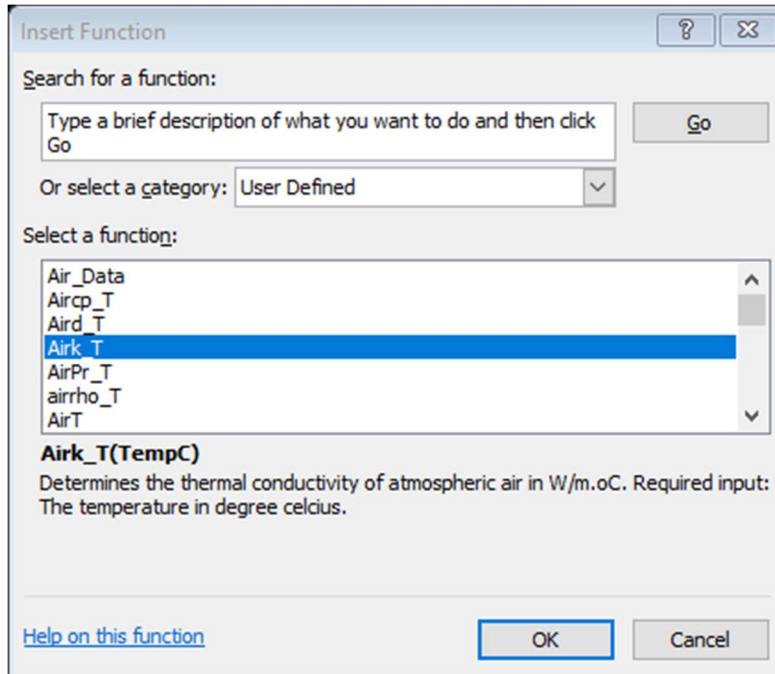 Insert Function
?
Search for a function:
Type a brief description of what you want to do and then click
Go
Go
Or select a category: User Defined
Select a function:
Air_Data
Aircp_T
Aird_T
Airk_T
AirPr_T
airrho_T
AirT
Airk_T(TempC)
Determines the thermal conductivity of atmospheric air in W/m.oC. Required input:
The temperature in degree celcius.
Help on this function
OK
Cancel